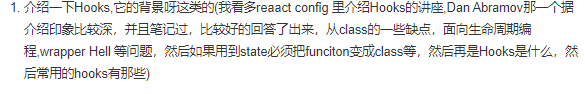 1. 介绍一下Hooks,它的背景呀这类的(我看多reaact config 里介绍Hooks的讲座,Dan Abramov那一个据
介绍印象比较深，并且笔记过，比较好的回答了出来，从class的一些缺点，面向生命周期编
程,wrapper Hell 等问题，然后如果用到state必须把funciton变成class等，然后再是Hooks是什么，然
后常用的hooks有那些)